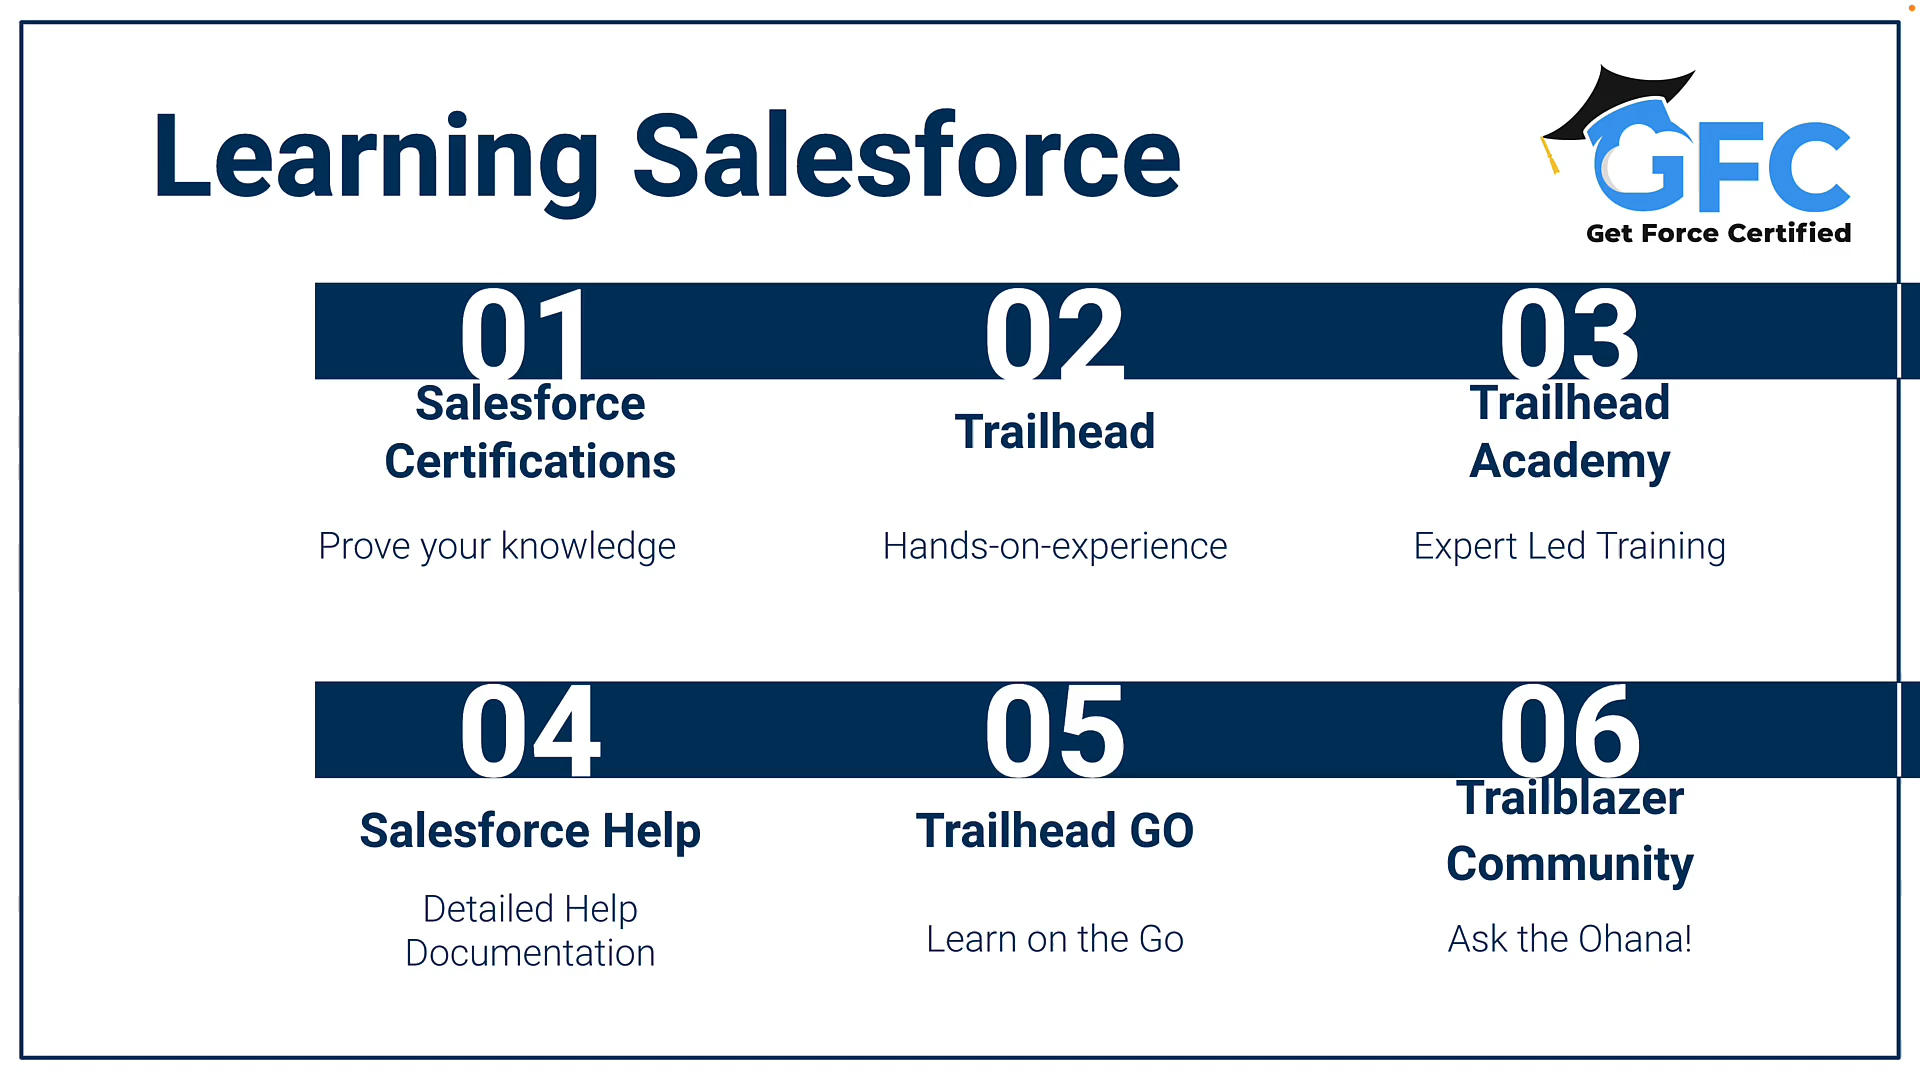 Learning Salesforce
GFC
Get Force Certified
01
Salesforce
Certifications
Prove your knowledge
02
Trailhead
Hands-on-experience
03
Trailhead
Academy
Expert Led Training
04
Salesforce Help
Detailed Help
Documentation
05
Trailhead GO
Learn on the Go
06
Trailblazer
Community
Ask the Ohana!